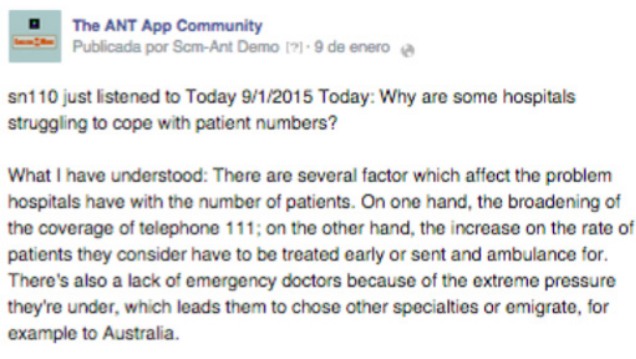 The ANT App Community
Publicada por Scm-Ant Demo [?] · 9 de enero
sn110 just listened to Today 9/1/2015 Today: Why are some hospitals
struggling to cope with patient numbers?
What I have understood: There are several factor which affect the problem
hospitals have with the number of patients. On one hand, the broadening of
the coverage of telephone 111; on the other hand, the increase on the rate of
patients they consider have to be treated early or sent and ambulance for.
There's also a lack of emergency doctors because of the extreme pressure
they're under, which leads them to chose other specialties or emigrate, for
example to Australia.